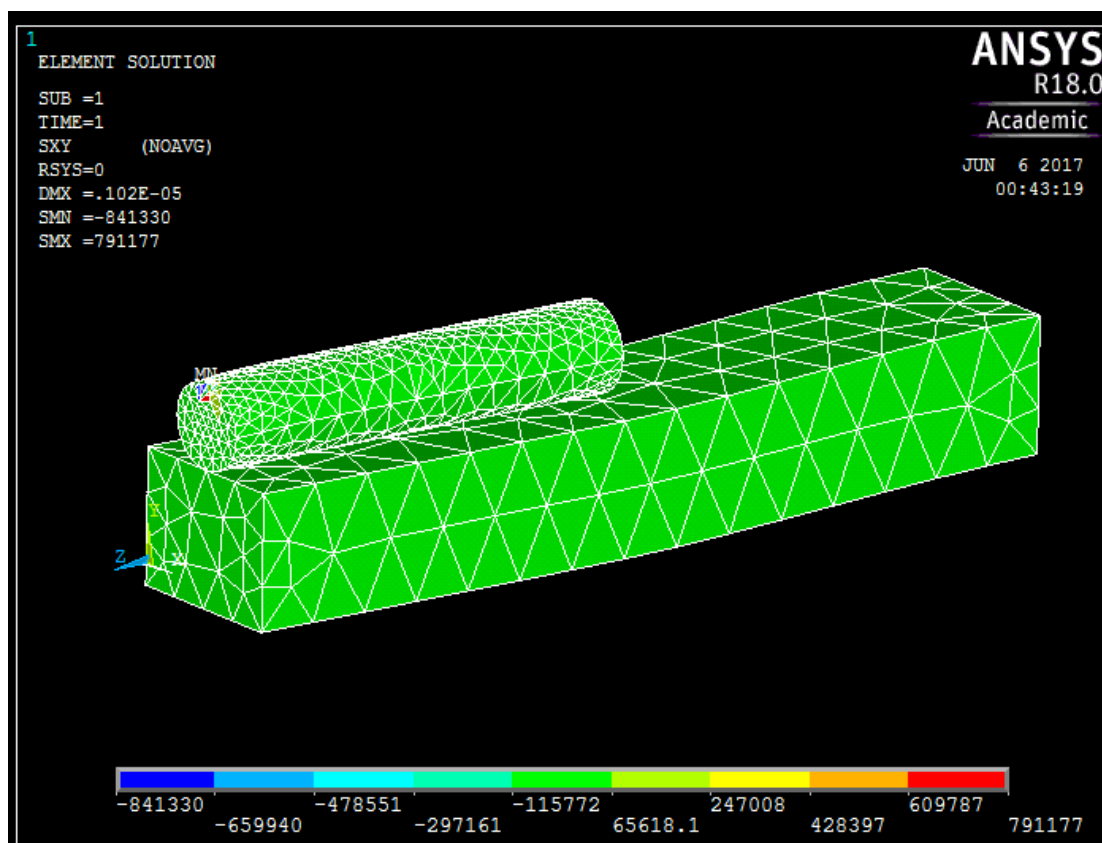 1
ELEMENT SOLUTION
SUB =1
TIME=1
SXY (NOAVG)
RSYS=0
DMX =.102E-05
SMN =-841330
SMX =791177
ANSYS
R18.0
Academic
JUN 6 2017
00:43:19
MN
Y
Z
X
-841330
-478551
-115772
247008
609787
-659940
-297161
65618.1
428397
791177